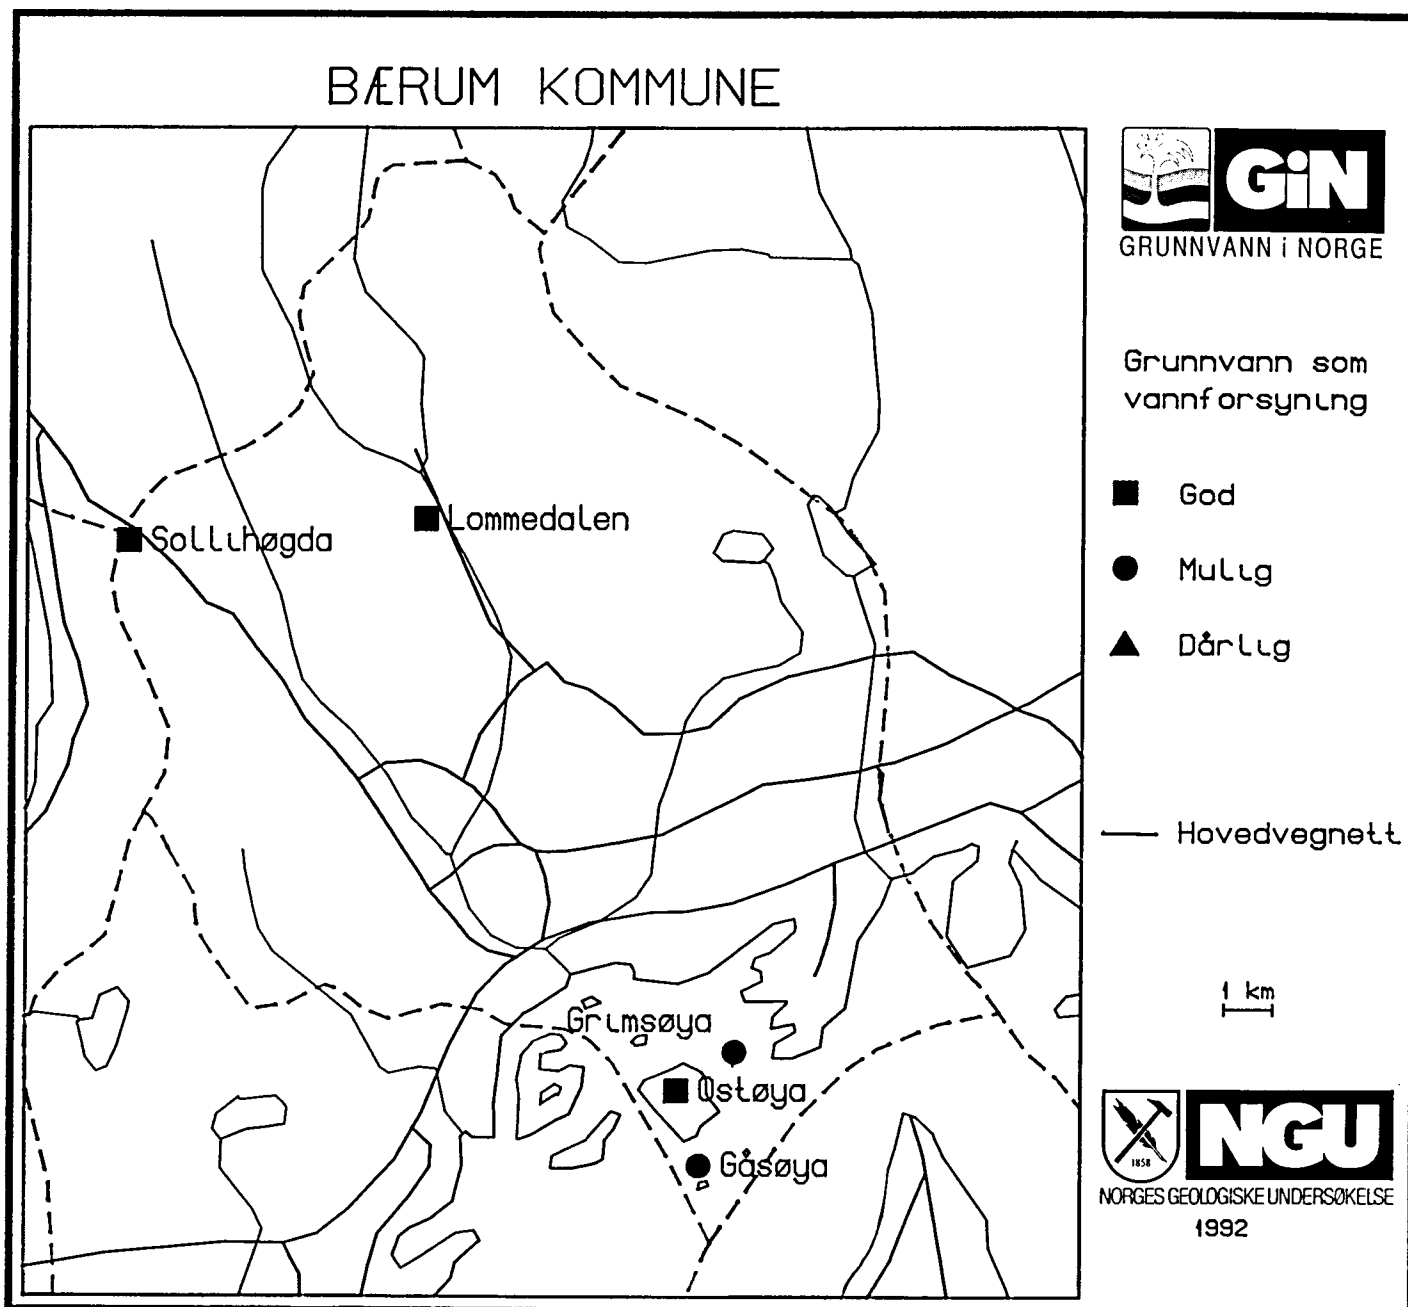 BÆRUM KOMMUNE
GiN
GRUNNVANN i NORGE
Grunnvann som
vannforsyning
God
Mulig
Dårlig
Hovedvegnett
1 km
Sollihøgda
Lommedalen
Grimsøya
Ostøya
Gåsøya
1858
NGU
NORGES GEOLOGISKE UNDERSØKELSE
1992